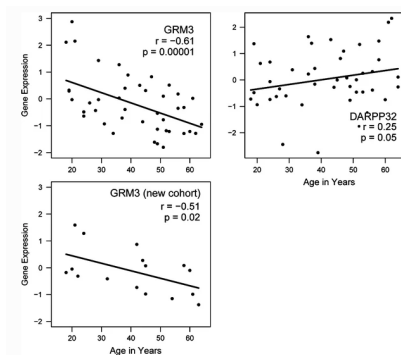 GRM3
r = −0.61
p = 0.00001
Gene Expression
3
2
1
0
-1
-2
20 30 40 50 60
2
1
0
-1
-2
DARPP32
r = 0.25
p = 0.05
20 30 40 50 60
Age in Years
GRM3 (new cohort)
r = −0.51
p = 0.02
Gene Expression
3
2
1
0
-1
-2
20 30 40 50 60
Age in Years